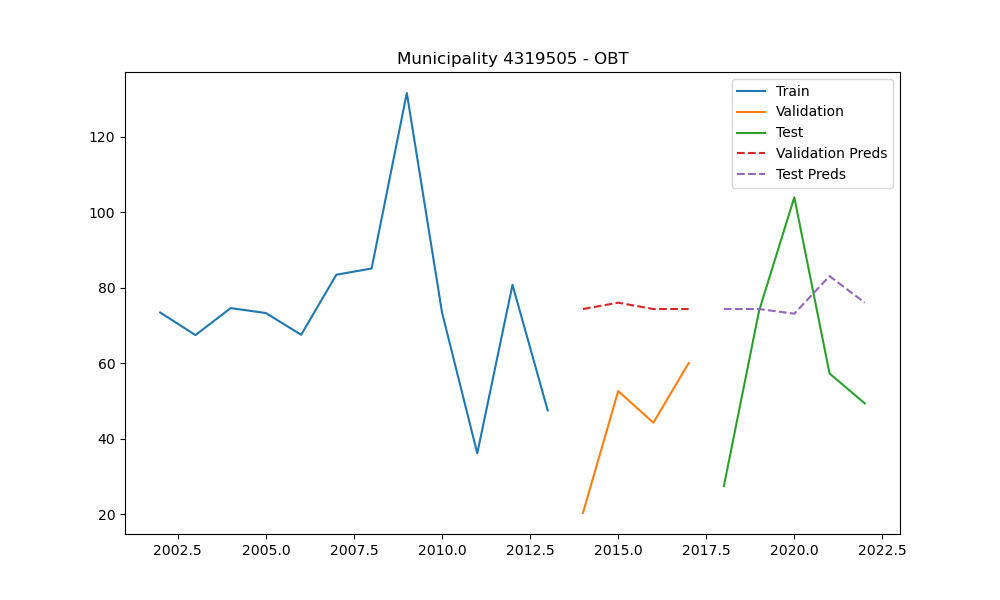 Municipality 4319505 - OBT
Train
Validation
Test
Validation Preds
Test Preds
120
100
80
60
40
20
2002.5 2005.0 2007.5 2010.0 2012.5 2015.0 2017.5 2020.0 2022.5